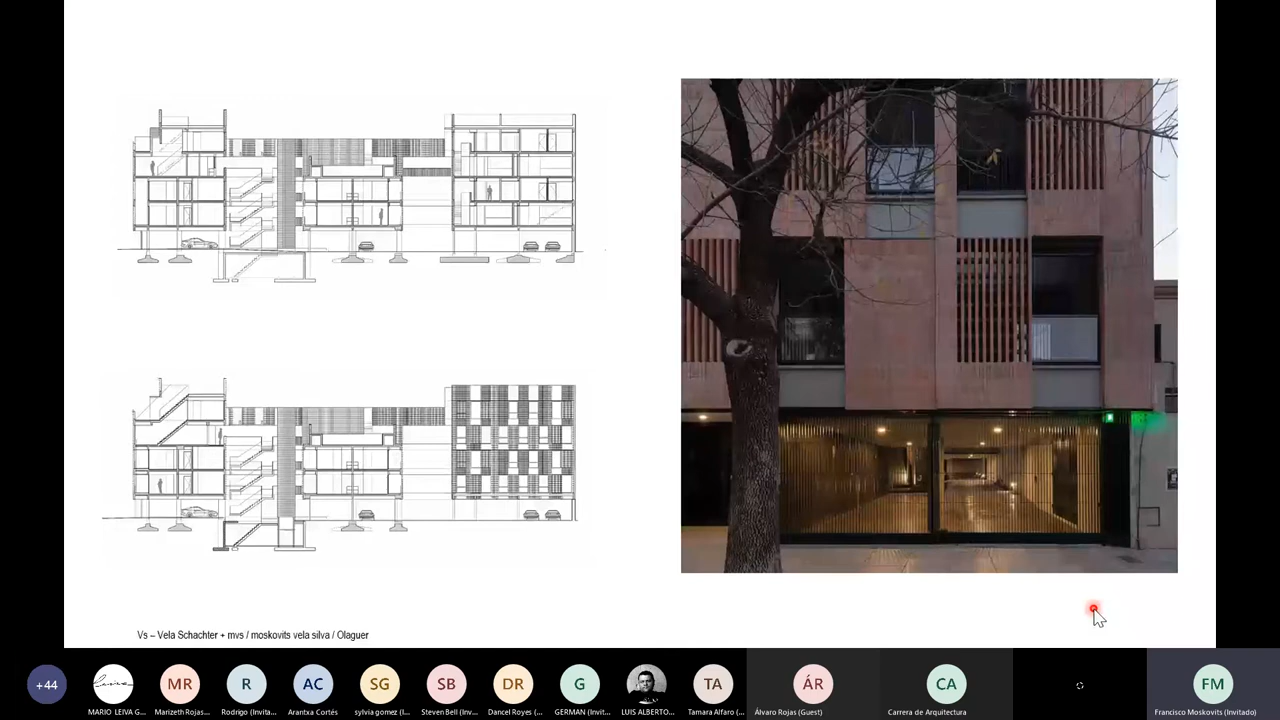 Vs – Vela Schachter + mvs / moskovits vela silva / Olaguer
+44
MR
R
AC
SG
SB
DR
G
TA
ÁR
CA
FM
MARIO LEIVA G...
Marizeth Rojas...
Rodrigo (Invita...
Arantxa Cortés
sylvia gomez (I...
Steven Bell (Inv...
Dancel Royes (...
GERMAN (Invit...
LUIS ALBERTO...
Tamara Alfaro (...
Álvaro Rojas (Guest)
Carrera de Arquitectura
Francisco Moskovits (Invitado)